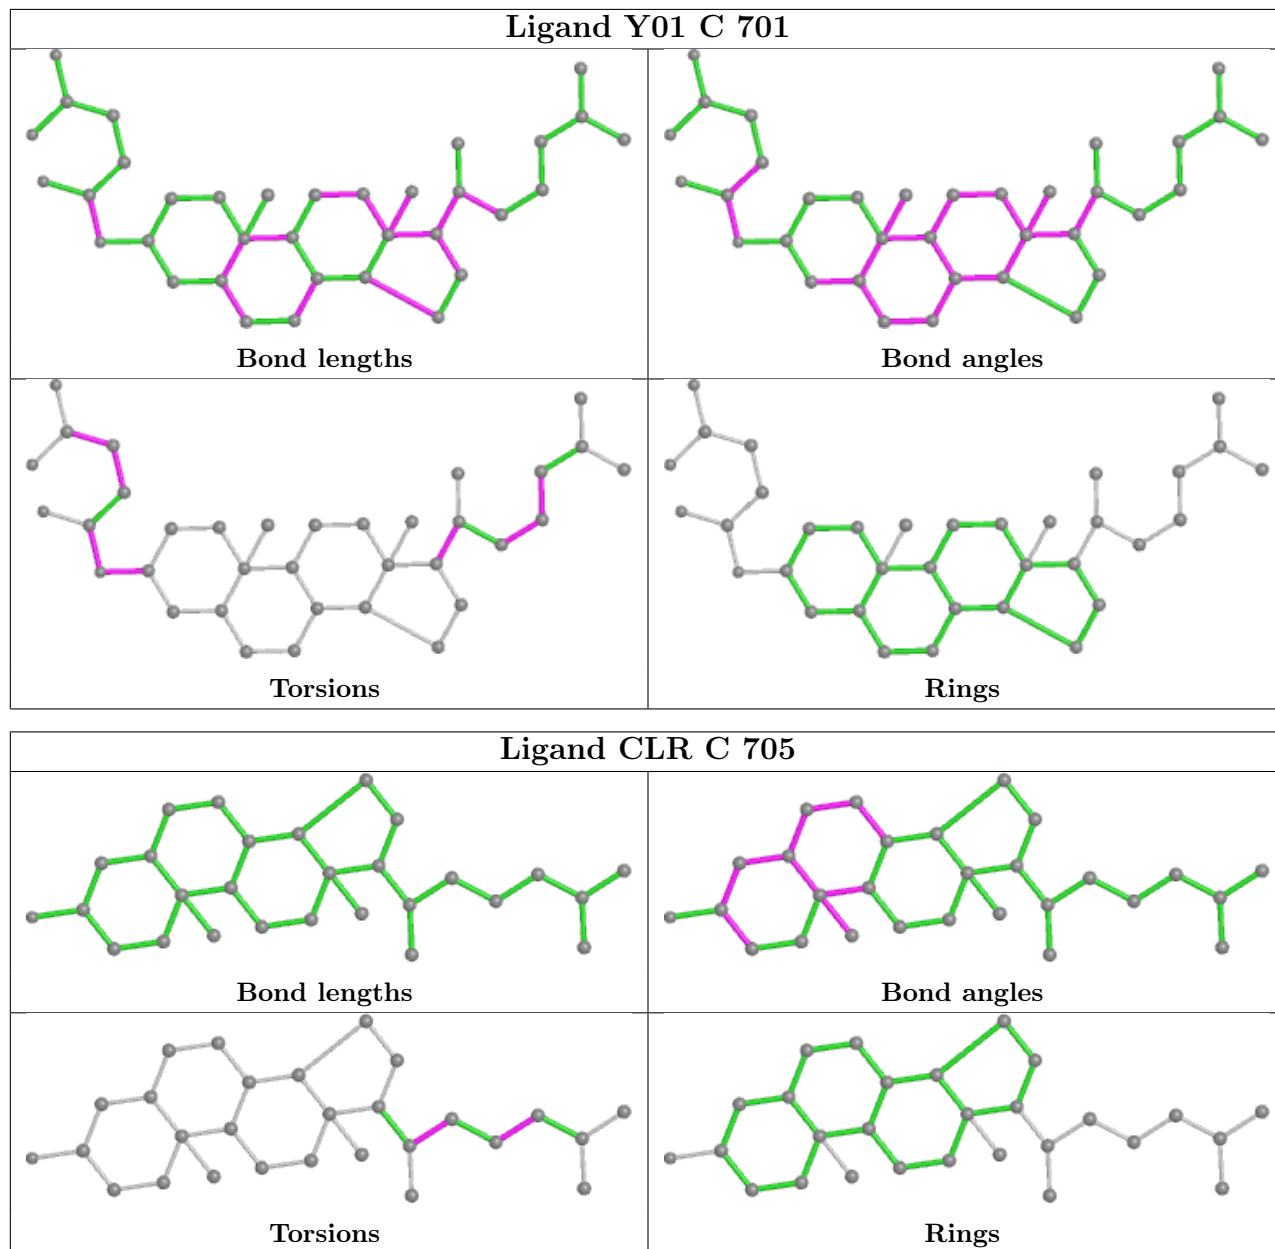 Ligand Y01 C 701
Bond lengths
Bond angles
Torsions
Rings
Ligand CLR C 705
Bond lengths
Bond angles
Torsions
Rings